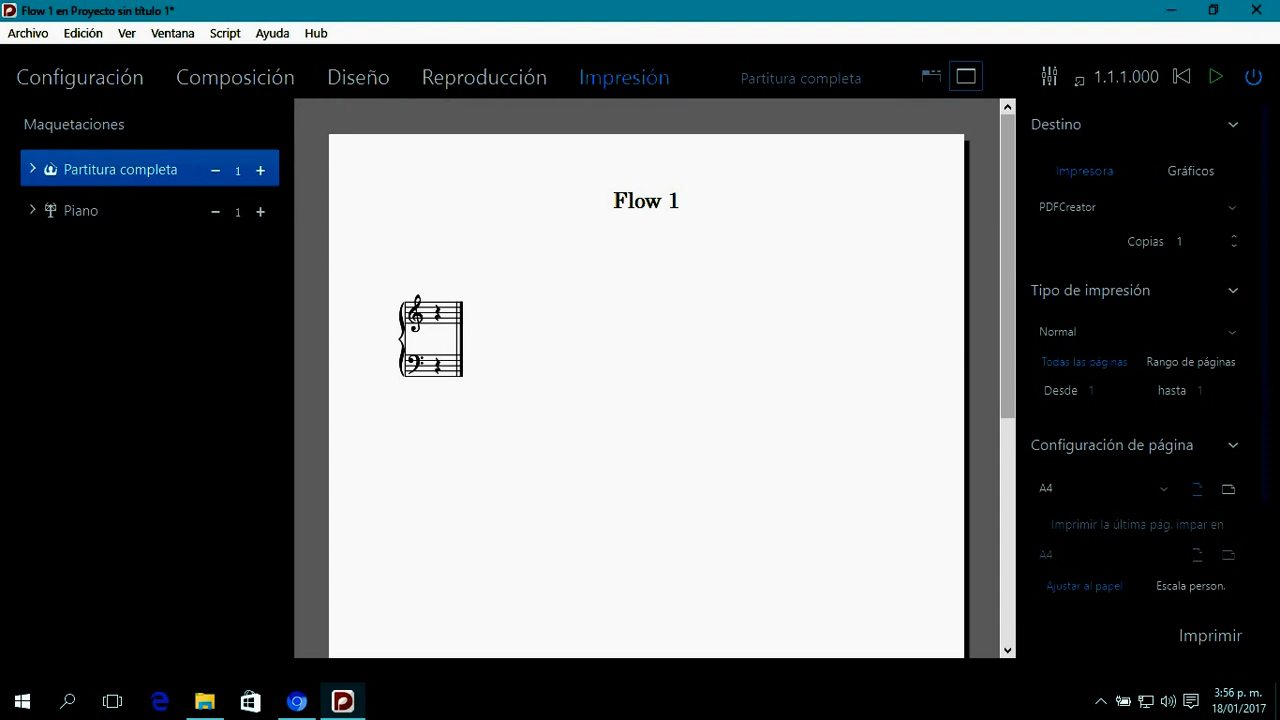 Flow 1 en Proyecto sin título 1*
Archivo Edición Ver Ventana Script Ayuda Hub
Configuración Composición Diseño Reproducción Impresión Partitura completa 1.1.1.000
Maquetaciones
Partitura completa 1
Piano 1
Flow 1
Destino
Impresora Gráficos
PDFCreator
Copias 1
Tipo de impresión
Normal
Todas las páginas Rango de páginas
Desde 1 hasta 1
Configuración de página
A4
Imprimir la última pág. impar en
A4
Ajustar al papel Escala person.
Imprimir
3:56 p. m.
18/01/2017